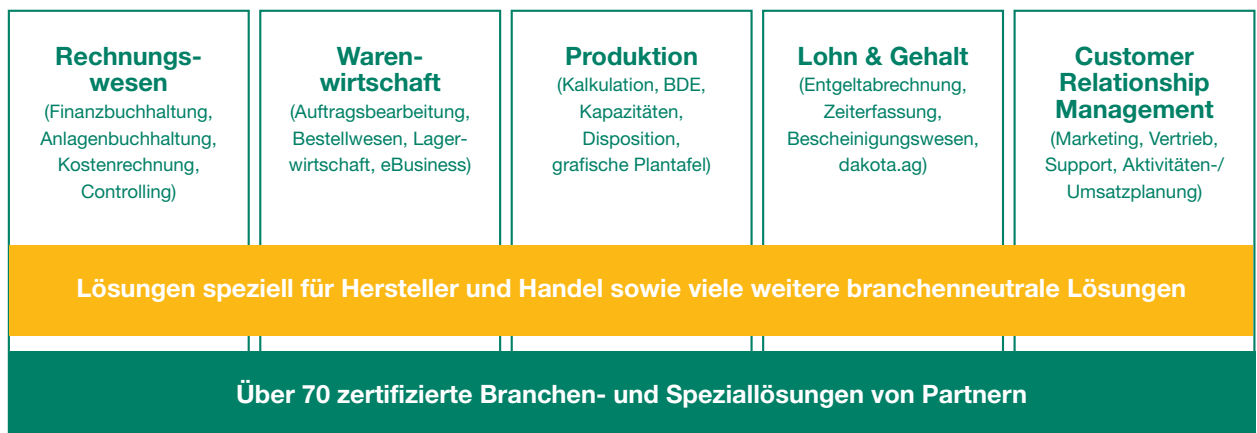 Rechnungs-
wesen
(Finanzbuchhaltung,
Anlagenbuchhaltung,
Kostenrechnung,
Controlling)
Waren-
wirtschaft
(Auftragsbearbeitung,
Bestellwesen, Lager-
wirtschaft, eBusiness)
Produktion
(Kalkulation, BDE,
Kapazitäten,
Disposition,
grafische Plantafel)
Lohn & Gehalt
(Entgeltabrechnung,
Zeiterfassung,
Bescheinigungswesen,
dakota.ag)
Customer
Relationship
Management
(Marketing, Vertrieb,
Support, Aktivitäten-/
Umsatzplanung)
Lösungen speziell für Hersteller und Handel sowie viele weitere branchenneutrale Lösungen
Über 70 zertifizierte Branchen- und Speziallösungen von Partnern